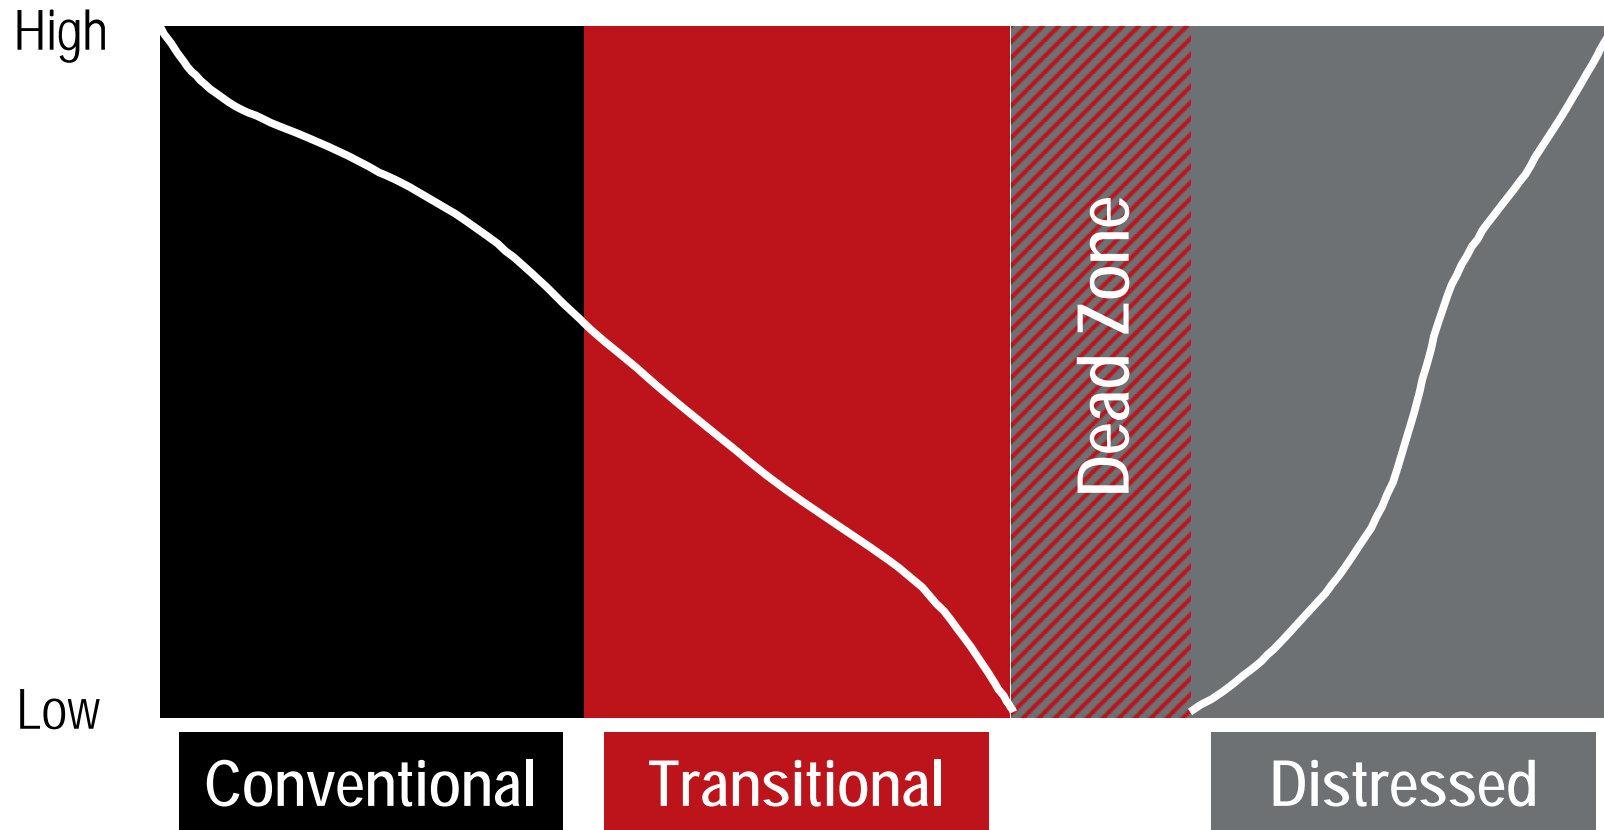 High
Dead Zone
Low
Conventional
Transitional
Distressed